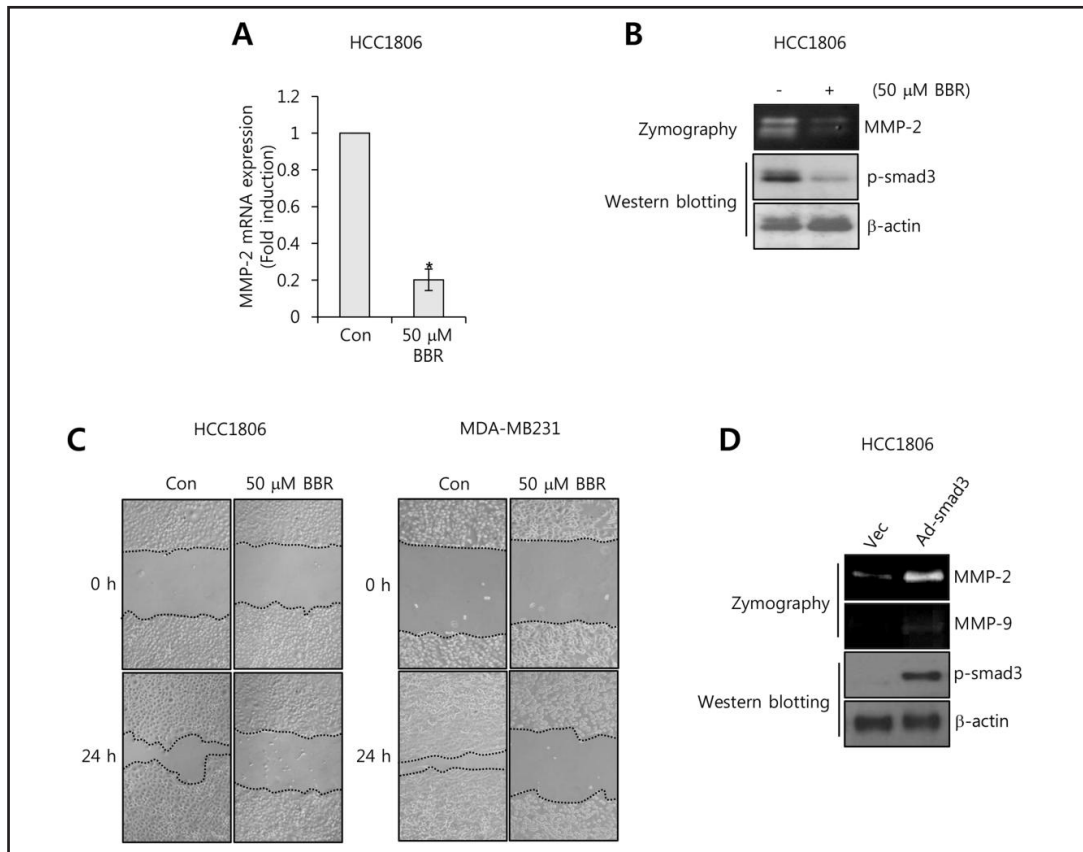 A
HCC1806
MMP-2 mRNA expression
(Fold induction)
1.2
1
0.8
0.6
0.4
0.2
0
*
Con
50 μM
BBR
B
HCC1806
- + (50 μM BBR)
Zymography
MMP-2
Western blotting
p-smad3
β-actin
C
HCC1806
MDA-MB231
Con
50 μM BBR
Con
50 μM BBR
0 h
0 h
24 h
24 h
D
HCC1806
Vec
Ad-smad3
Zymography
MMP-2
MMP-9
Western blotting
p-smad3
β-actin